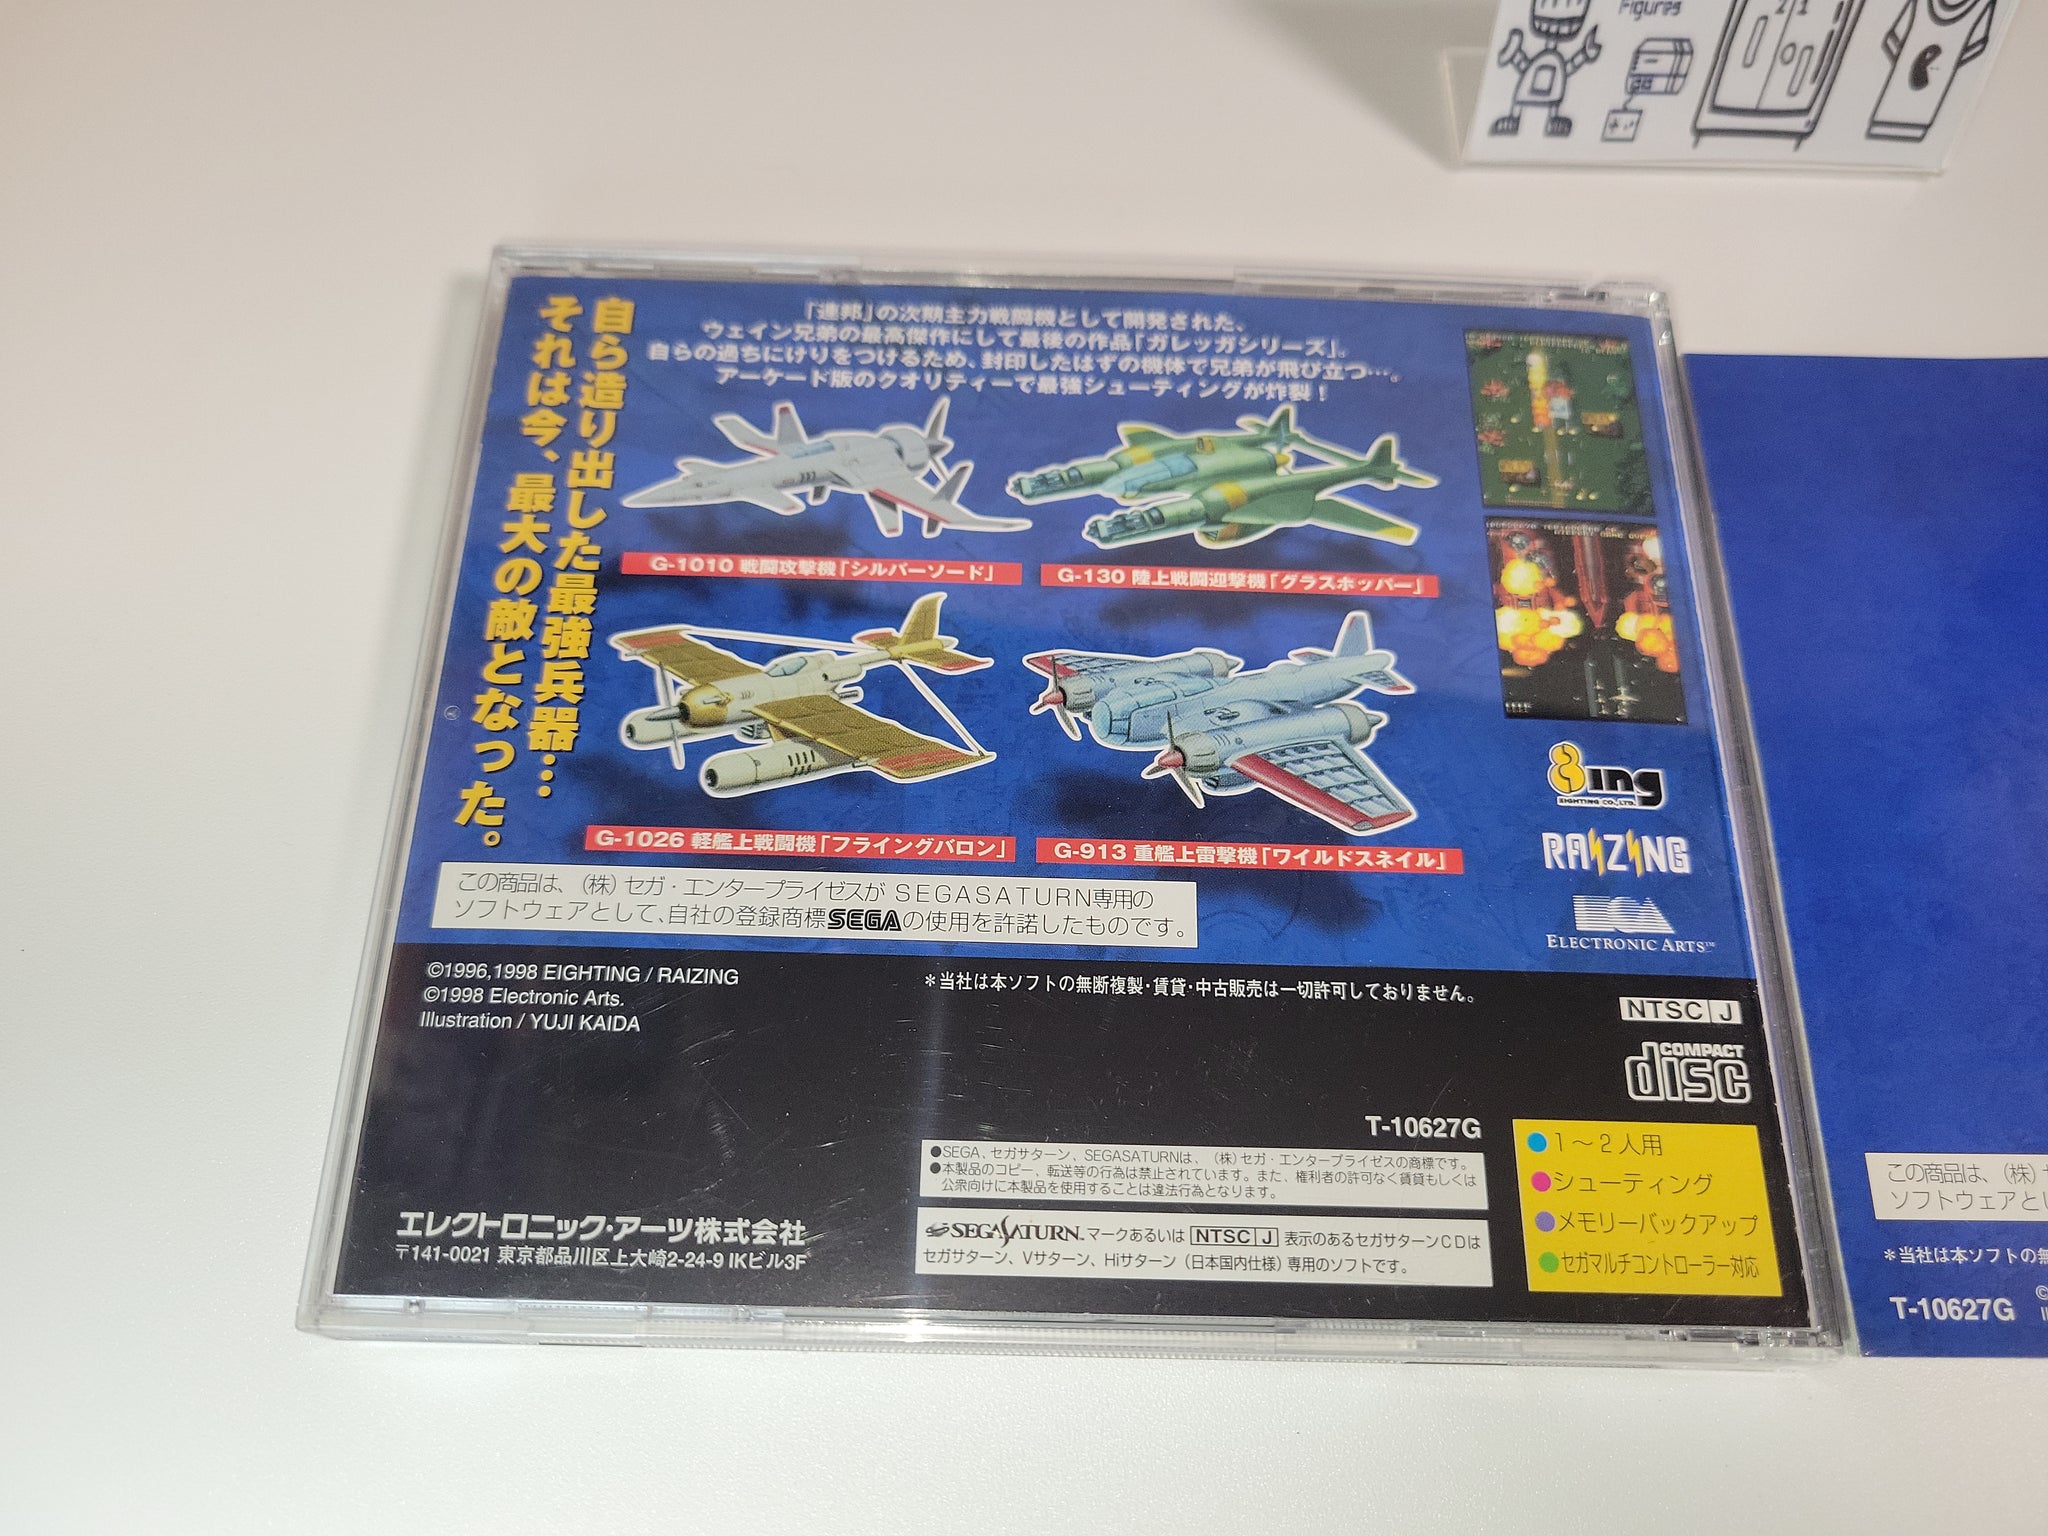 Figures
自ら造り出した最強兵器…
それは今、最大の敵となった。
「連邦」の次期主力戦闘機として開発された、
ウェイン兄弟の最高傑作にして最後の作品「ガレッガシリーズ」。
自らの過ちにけりをつけるため、封印したはずの機体で兄弟が飛び立つ…。
アーケード版のクオリティーで最強シューティングが炸裂!
G-1010 戦闘攻撃機「シルバーソード」
G-130 陸上戦闘迎撃機「グラスホッパー」
G-1026 軽艦上戦闘機「フライングバロン」
G-913 重艦上雷撃機「ワイルドスネイル」
8ing
EIGHTING CO.,LTD.
RAIZING
ELECTRONIC ARTS™
この商品は、(株)セガ・エンタープライゼスが SEGASATURN専用の
ソフトウェアとして、自社の登録商標SEGAの使用を許諾したものです。
©1996,1998 EIGHTING / RAIZING
©1998 Electronic Arts.
Illustration / YUJI KAIDA
*当社は本ソフトの無断複製・賃貸・中古販売は一切許可しておりません。
NTSC J
COMPACT
disc
T-10627G
●SEGA、セガサターン、SEGASATURNは、(株)セガ・エンタープライゼスの商標です。
●本製品のコピー、転送等の行為は禁止されています。また、権利者の許可なく賃貸もしくは
公衆向けに本製品を使用することは違法行為となります。
SEGASATURN™マークあるいは NTSC J 表示のあるセガサターンCDは
セガサターン、Vサターン、Hiサターン(日本国内仕様)専用のソフトです。
●1~2人用
●シューティング
●メモリーバックアップ
●セガマルチコントローラー対応
エレクトロニック・アーツ株式会社
〒141-0021 東京都品川区上大崎2-24-9 IKビル3F
この商品は、(株)セ
ソフトウェアとし
*当社は本ソフトの無
T-10627G